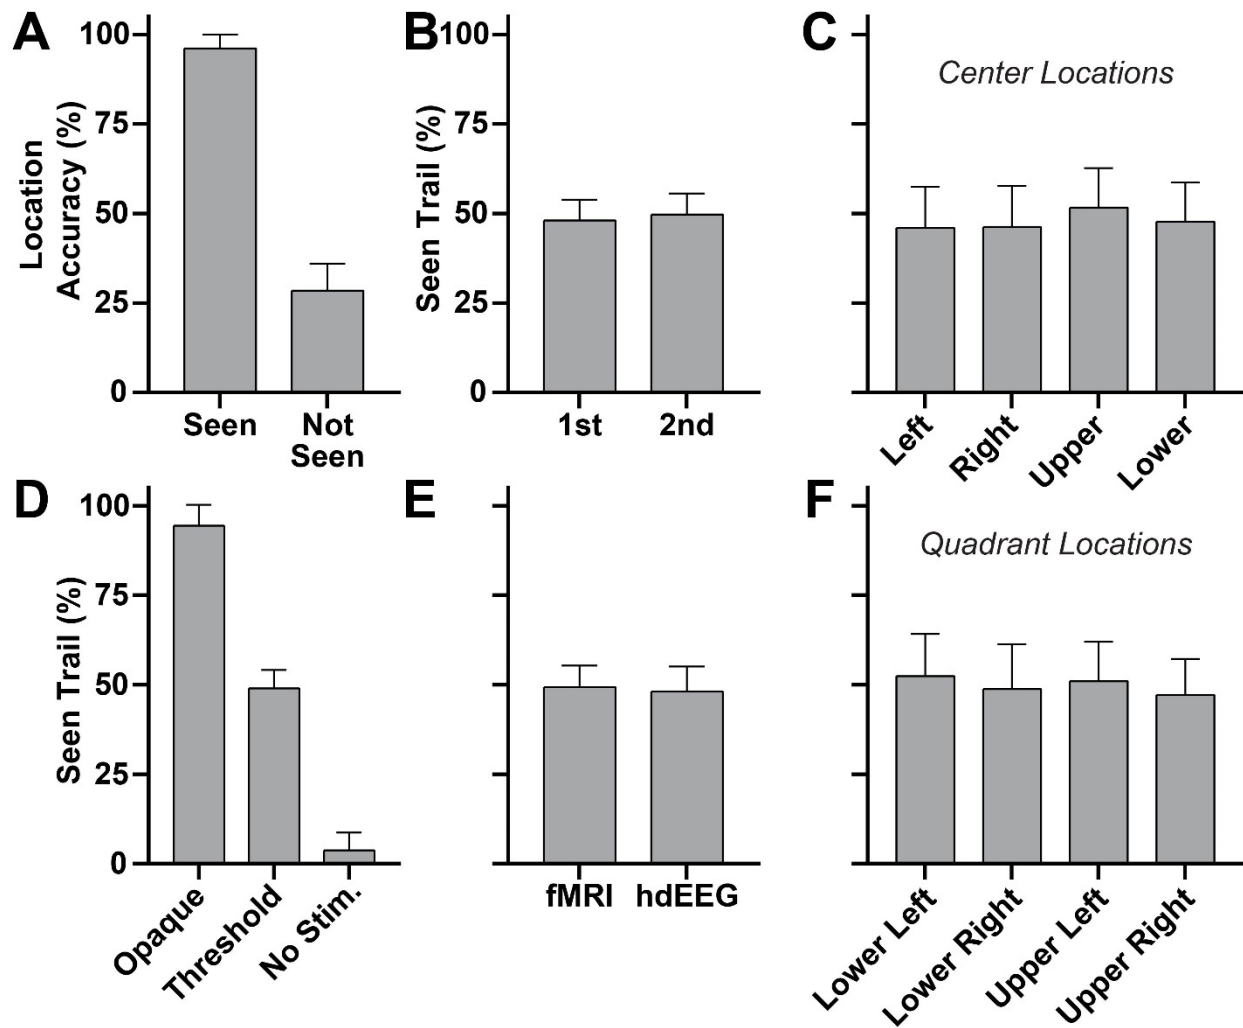 A
Location
Accuracy (%)
100
75
50
25
0
Seen
Not
Seen
B
Seen Trail (%)
100
75
50
25
0
1st
2nd
C
Center Locations
Left
Right
Upper
Lower
D
Seen Trail (%)
100
75
50
25
0
Opaque
Threshold
No Stim.
E
fMRI
hdEEG
F
Quadrant Locations
Lower Left
Lower Right
Upper Left
Upper Right